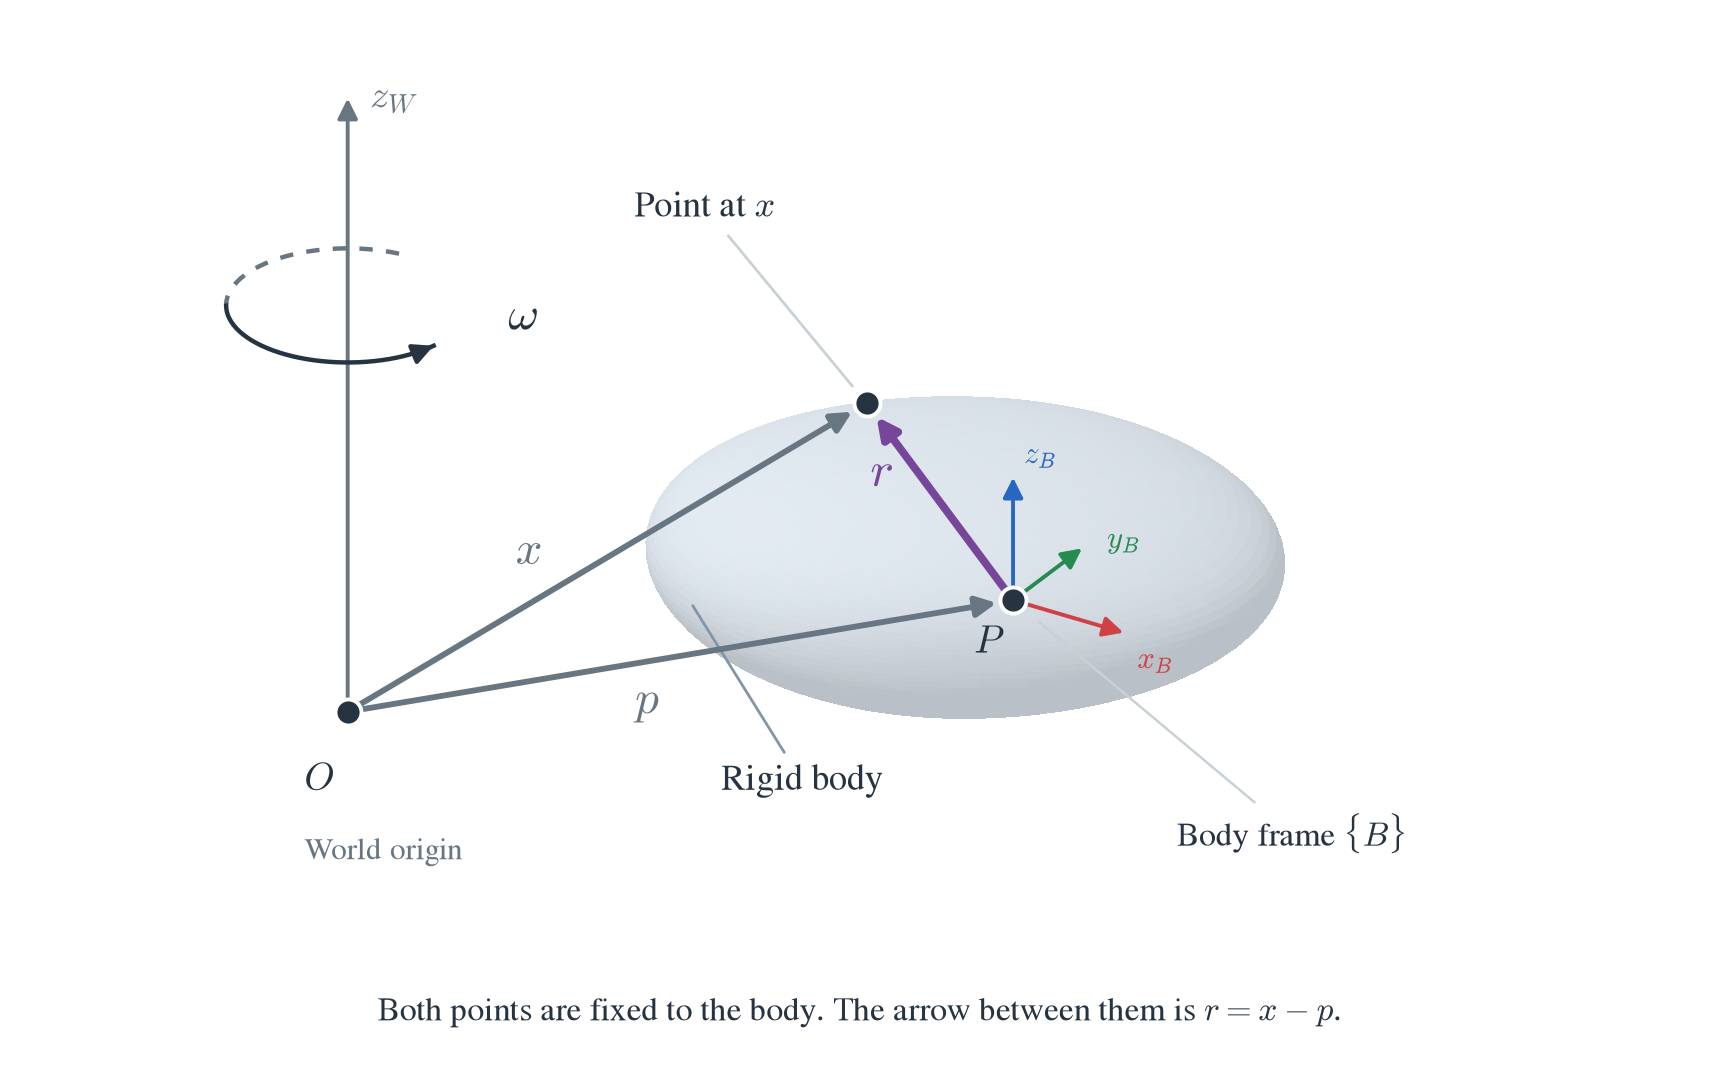 z_W
Point at x
ω
z_B
r
y_B
x
P
x_B
p
Rigid body
O
Body frame {B}
World origin
Both points are fixed to the body. The arrow between them is r = x − p.